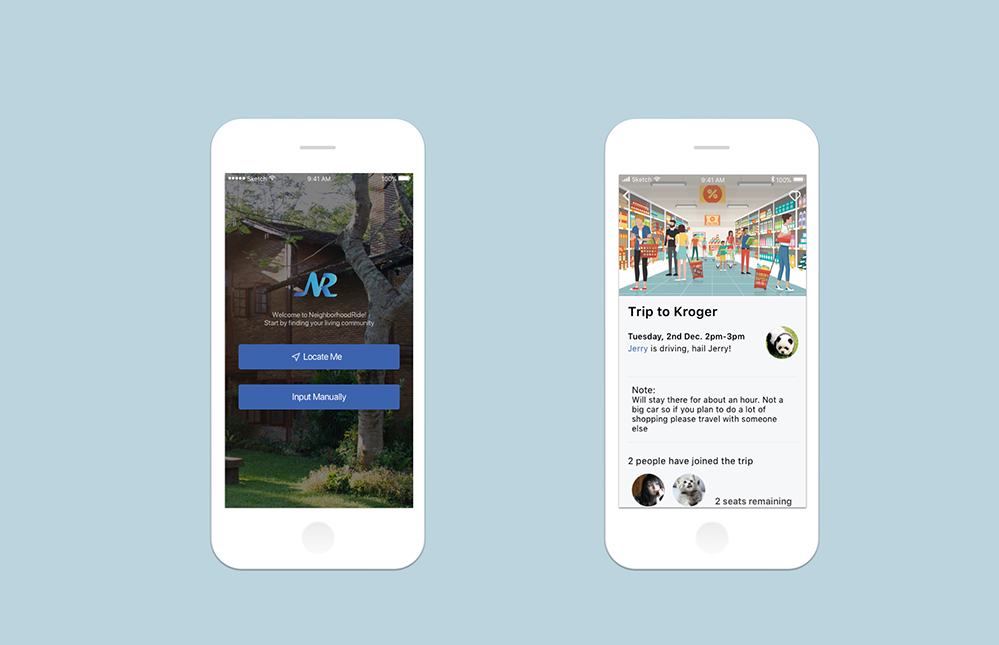 Sketch
9:41 AM
100%
NR
Welcome to NeighborhoodRide!
Start by finding your living community
Locate Me
Input Manually
Sketch
9:41 AM
100%
%
Trip to Kroger
Tuesday, 2nd Dec. 2pm-3pm
Jerry is driving, hail Jerry!
Note:
Will stay there for about an hour. Not a
big car so if you plan to do a lot of
shopping please travel with someone
else
2 people have joined the trip
2 seats remaining